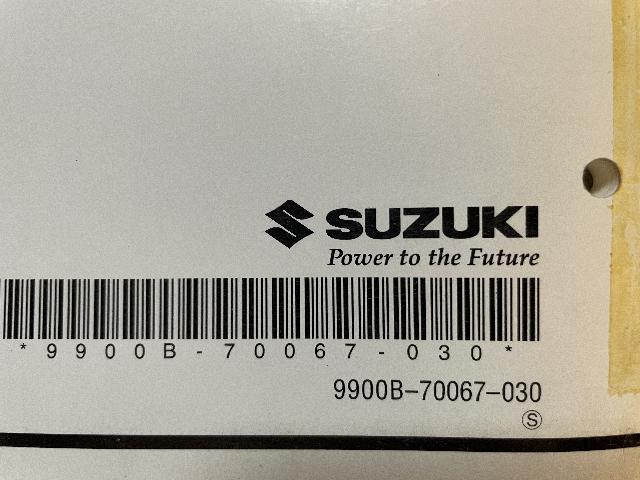 SUZUKI
Power to the Future
*9900B-70067-030*
9900B-70067-030
S